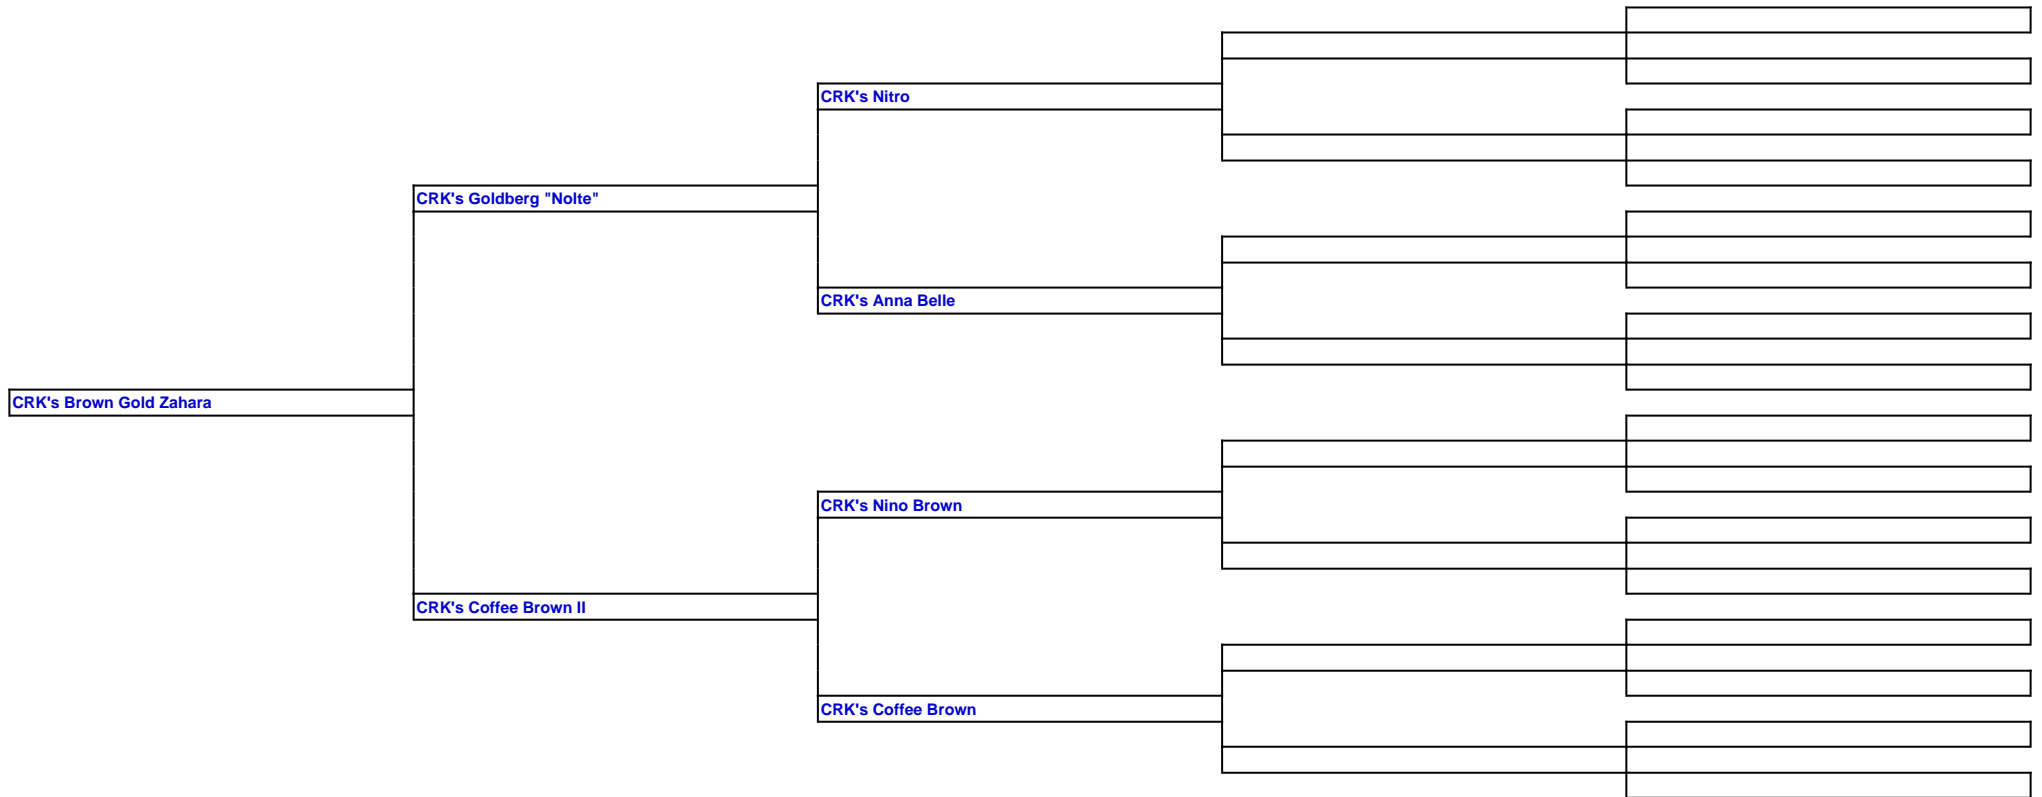 CRK's Nitro
CRK's Goldberg "Nolte"
CRK's Anna Belle
CRK's Brown Gold Zahara
CRK's Nino Brown
CRK's Coffee Brown II
CRK's Coffee Brown